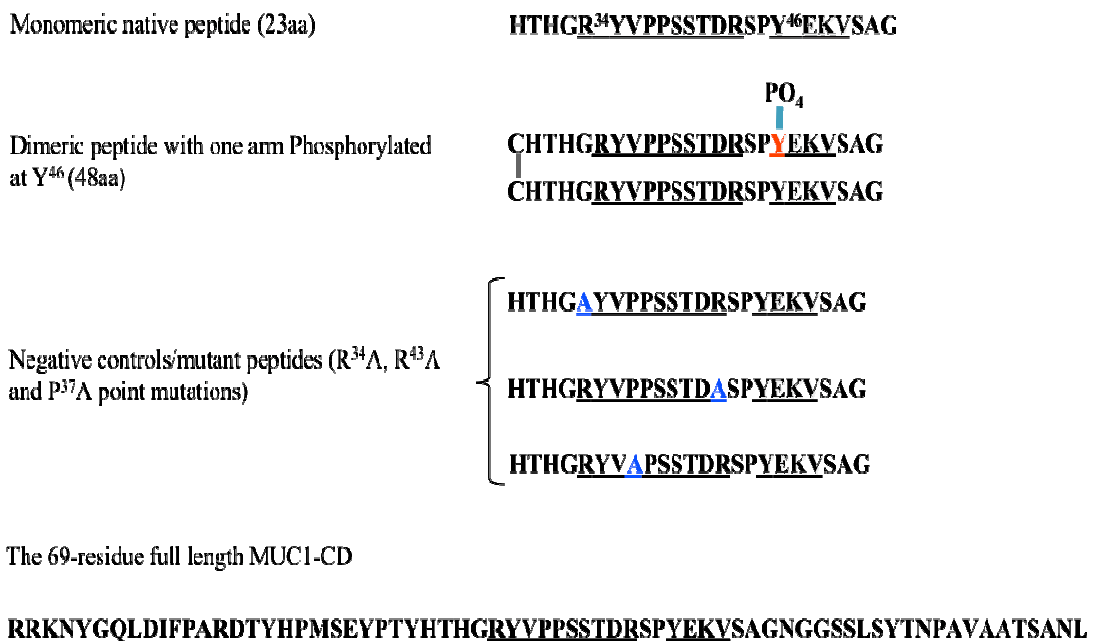 Monomeric native peptide (23aa) HTHGR³⁴YVPPSSTDRSPY⁴⁶EKVSAG
PO₄
Dimeric peptide with one arm Phosphorylated CHTHGRYVPPSSTDRSPYEKVSAG
at Y⁴⁶ (48aa)
CHTHGRYVPPSSTDRSPYEKVSAG
HTHGAYVPPSSTDRSPYEKVSAG
Negative controls/mutant peptides (R³⁴A, R⁴³A
and P³⁷A point mutations) HTHGRYVPPSSTDASPYEKVSAG
HTHGRYVAPSSTDRSPYEKVSAG
The 69-residue full length MUC1-CD
RRKNYGQLDIFPARDTYHPMSEYPTYHTHGRYVPPSSTDRSPYEKVSAGNGGSSLSYTNPAVAATSANL